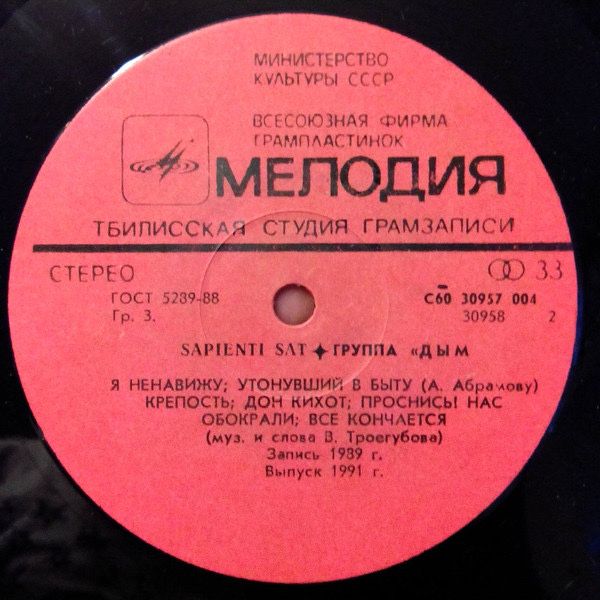 МИНИСТЕРСТВО
КУЛЬТУРЫ СССР
ВСЕСОЮЗНАЯ ФИРМА
ГРАМПЛАСТИНОК
МЕЛОДИЯ
ТБИЛИССКАЯ СТУДИЯ ГРАМЗАПИСИ
СТЕРЕО 33
ГОСТ 5289-88 С60 30957 004
Гр. 3. 30958 2
SAPIENTI SAT ✦ ГРУППА «ДЫМ
Я НЕНАВИЖУ; УТОНУВШИЙ В БЫТУ (А. Абрамову)
КРЕПОСТЬ; ДОН КИХОТ; ПРОСНИСЬ! НАС
ОБОКРАЛИ; ВСЕ КОНЧАЕТСЯ
(муз. и слова В. Троегубова)
Запись 1989 г.
Выпуск 1991 г.